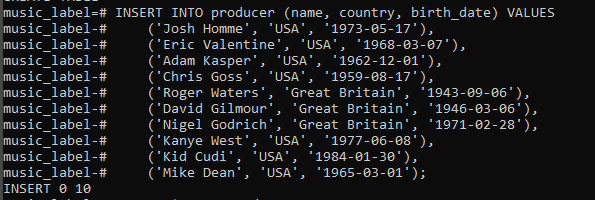 music_label=# INSERT INTO producer (name, country, birth_date) VALUES
music_label-#     ('Josh Homme', 'USA', '1973-05-17'),
music_label-#     ('Eric Valentine', 'USA', '1968-03-07'),
music_label-#     ('Adam Kasper', 'USA', '1962-12-01'),
music_label-#     ('Chris Goss', 'USA', '1959-08-17'),
music_label-#     ('Roger Waters', 'Great Britain', '1943-09-06'),
music_label-#     ('David Gilmour', 'Great Britain', '1946-03-06'),
music_label-#     ('Nigel Godrich', 'Great Britain', '1971-02-28'),
music_label-#     ('Kanye West', 'USA', '1977-06-08'),
music_label-#     ('Kid Cudi', 'USA', '1984-01-30'),
music_label-#     ('Mike Dean', 'USA', '1965-03-01');
INSERT 0 10